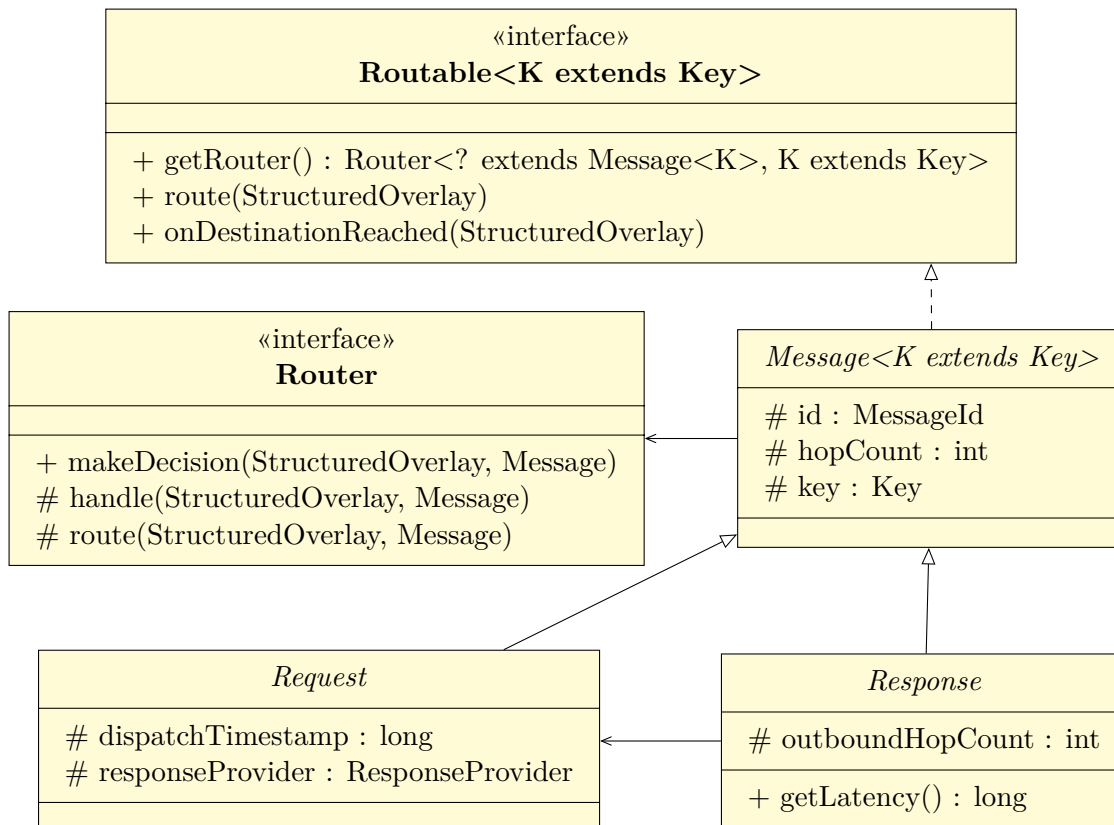 «interface»
Routable<K extends Key>
+ getRouter() : Router<? extends Message<K>, K extends Key>
+ route(StructuredOverlay)
+ onDestinationReached(StructuredOverlay)
«interface»
Router
+ makeDecision(StructuredOverlay, Message)
# handle(StructuredOverlay, Message)
# route(StructuredOverlay, Message)
Message<K extends Key>
# id : MessageId
# hopCount : int
# key : Key
Request
# dispatchTimestamp : long
# responseProvider : ResponseProvider
Response
# outboundHopCount : int
+ getLatency() : long